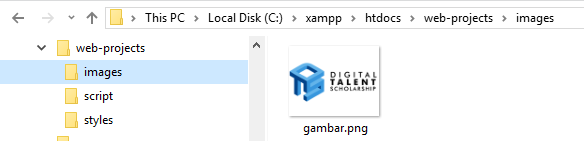 This PC > Local Disk (C:) > xampp > htdocs > web-projects > images
web-projects
images
script
styles
DIGITAL
TALENT
SCHOLARSHIP
gambar.png